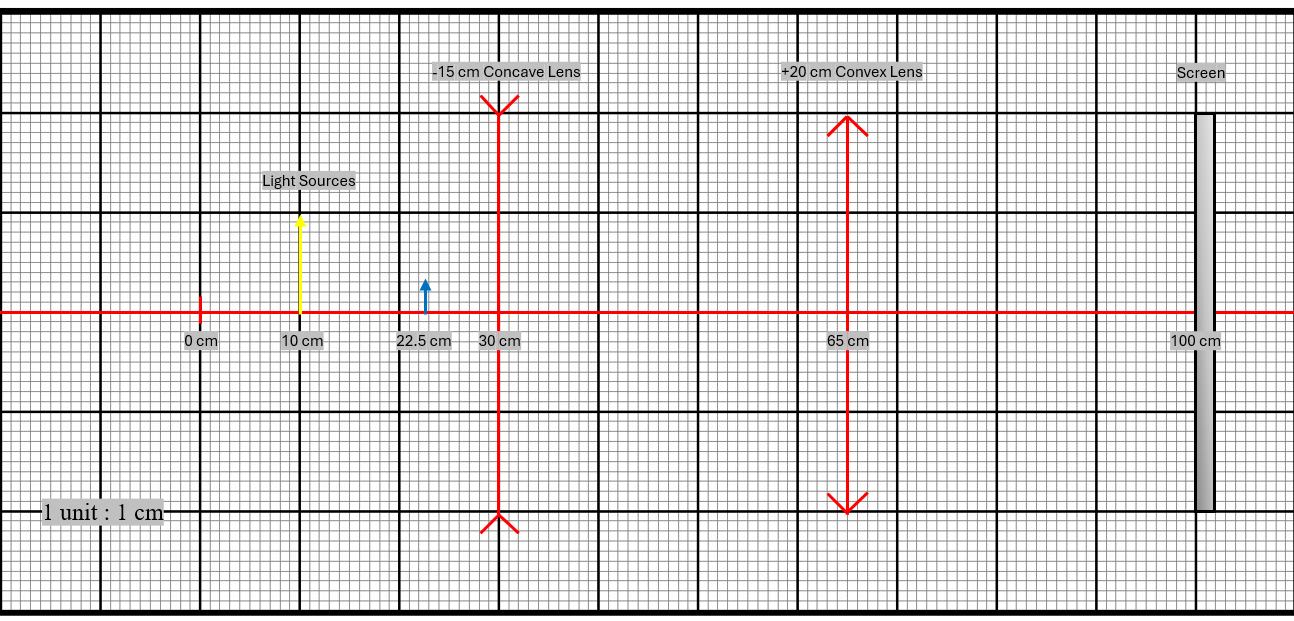 -15 cm Concave Lens
+20 cm Convex Lens
Screen
Light Sources
0 cm
10 cm
22.5 cm
30 cm
65 cm
100 cm
1 unit : 1 cm